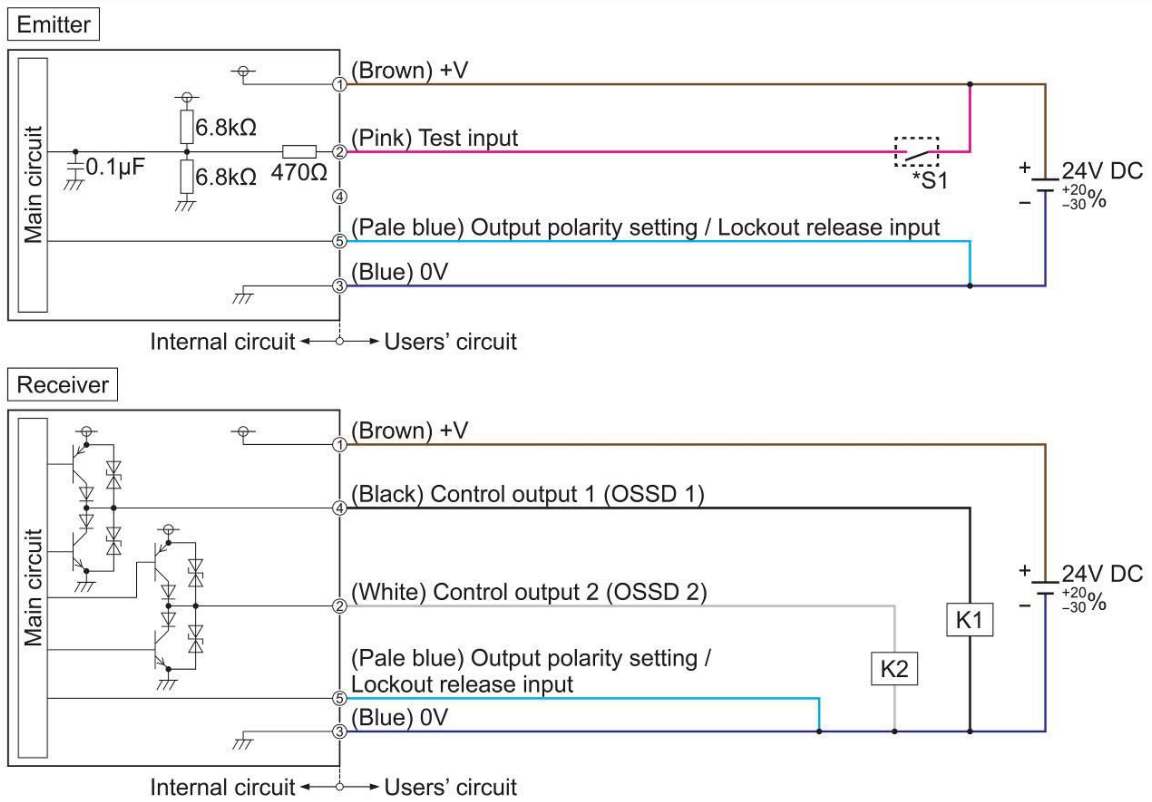 Emitter
Main circuit
6.8kΩ
0.1μF
6.8kΩ
470Ω
1
(Brown) +V
2
(Pink) Test input
*S1
4
(Pale blue) Output polarity setting / Lockout release input
5
(Blue) 0V
3
+
−
24V DC
+20
−30%
Internal circuit
Users' circuit
Receiver
Main circuit
(Brown) +V
1
(Black) Control output 1 (OSSD 1)
4
(White) Control output 2 (OSSD 2)
2
(Pale blue) Output polarity setting /
Lockout release input
5
(Blue) 0V
3
K1
K2
+
−
24V DC
+20
−30%
Internal circuit
Users' circuit